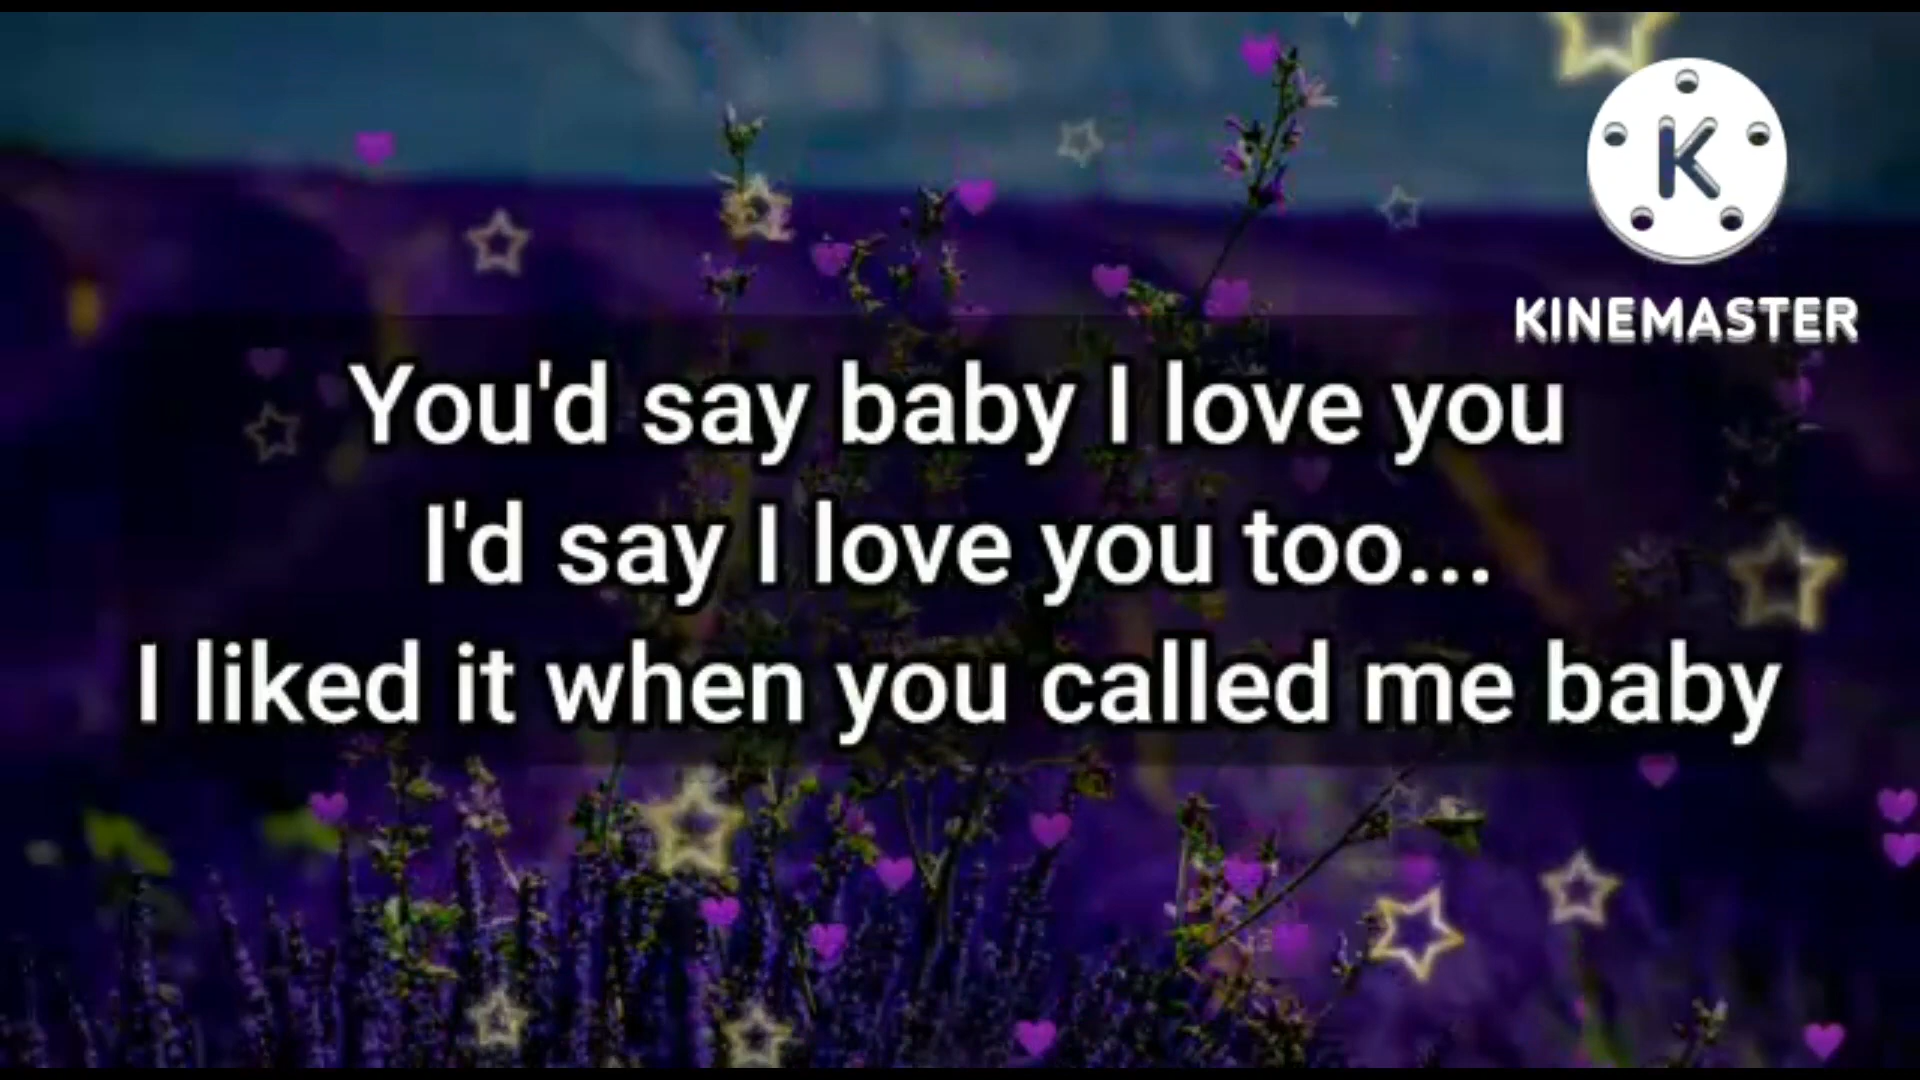 K
KINEMASTER
You'd say baby I love you
I'd say I love you too...
I liked it when you called me baby